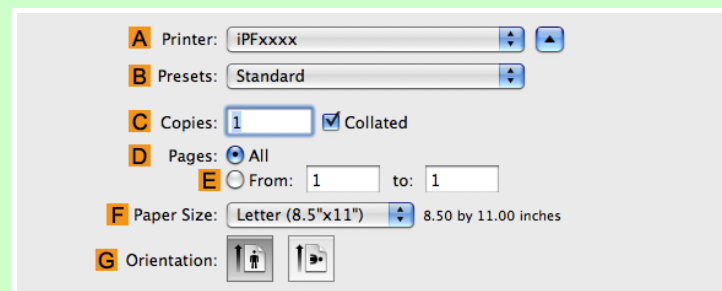 A Printer: iPFxxxx
B Presets: Standard
C Copies: 1 Collated
D Pages: All
E From: 1 to: 1
F Paper Size: Letter (8.5"x11") 8.50 by 11.00 inches
G Orientation: